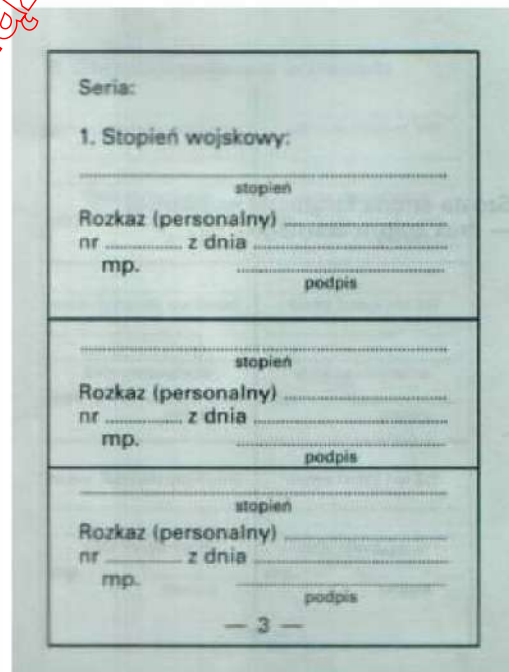 Seria:
1. Stopień wojskowy:
stopień
Rozkaz (personalny) ....................
nr ............ z dnia ....................
mp. ....................
podpis
stopień
Rozkaz (personalny) ....................
nr ............ z dnia ....................
mp. ....................
podpis
stopień
Rozkaz (personalny) ....................
nr ............ z dnia ....................
mp. ....................
podpis
— 3 —